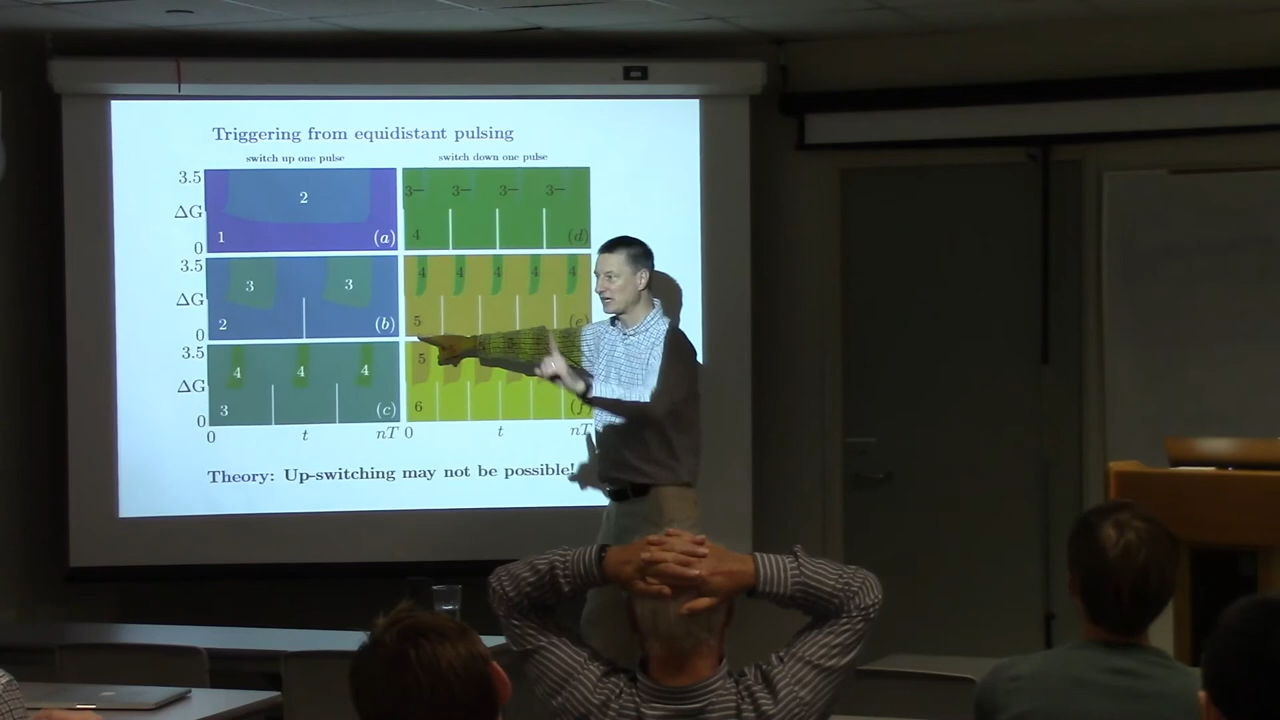 Triggering from equidistant pulsing
switch up one pulse
switch down one pulse
3.5
ΔG
0
2
1
(a)
3− 3− 3− 3−
4
(d)
3.5
ΔG
0
3 3
2
(b)
4 4 4 4 4
5
(e)
3.5
ΔG
0
4 4 4
3
(c)
5
6
(f)
0 t nT
0 t nT
Theory: Up-switching may not be possible!